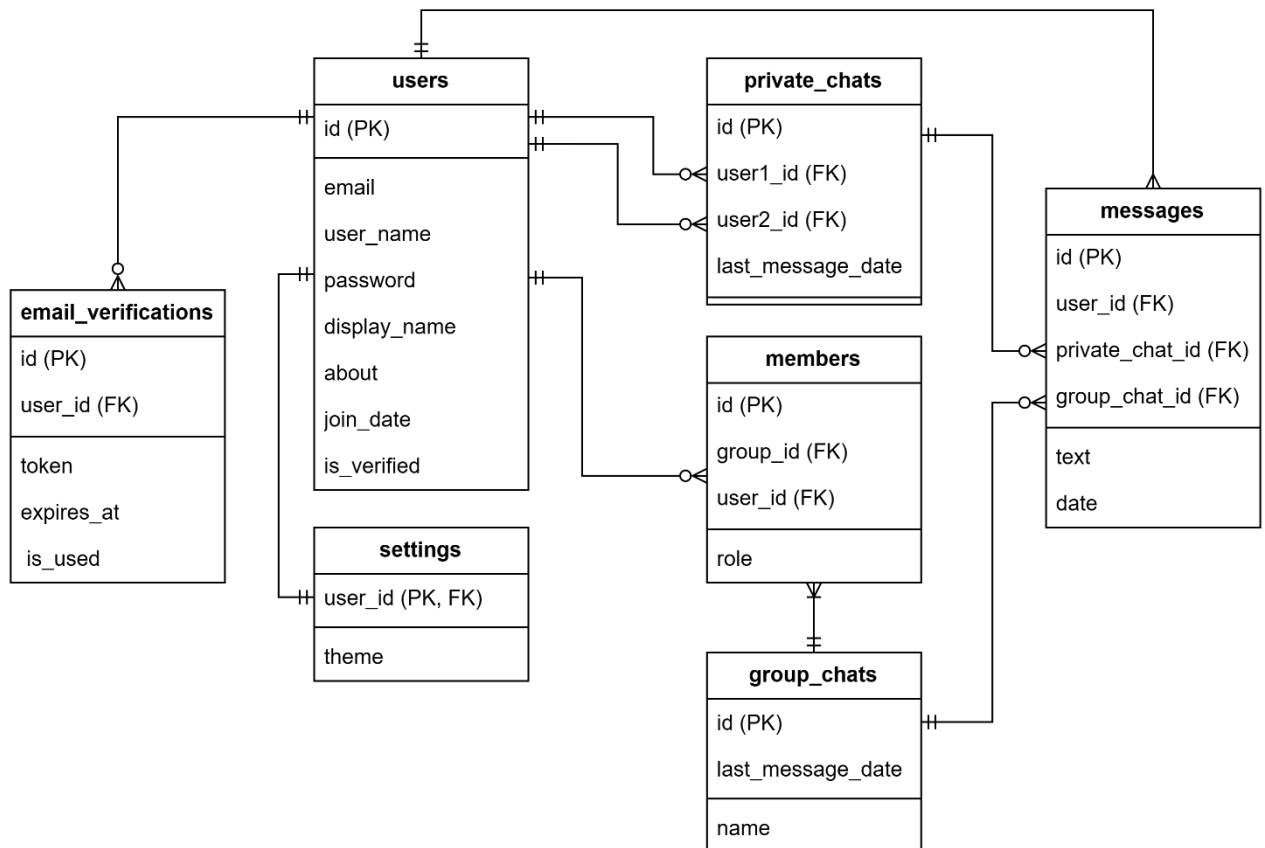 users
id (PK)
email
user_name
password
display_name
about
join_date
is_verified
private_chats
id (PK)
user1_id (FK)
user2_id (FK)
last_message_date
messages
id (PK)
user_id (FK)
private_chat_id (FK)
group_chat_id (FK)
text
date
email_verifications
id (PK)
user_id (FK)
token
expires_at
is_used
members
id (PK)
group_id (FK)
user_id (FK)
role
settings
user_id (PK, FK)
theme
group_chats
id (PK)
last_message_date
name